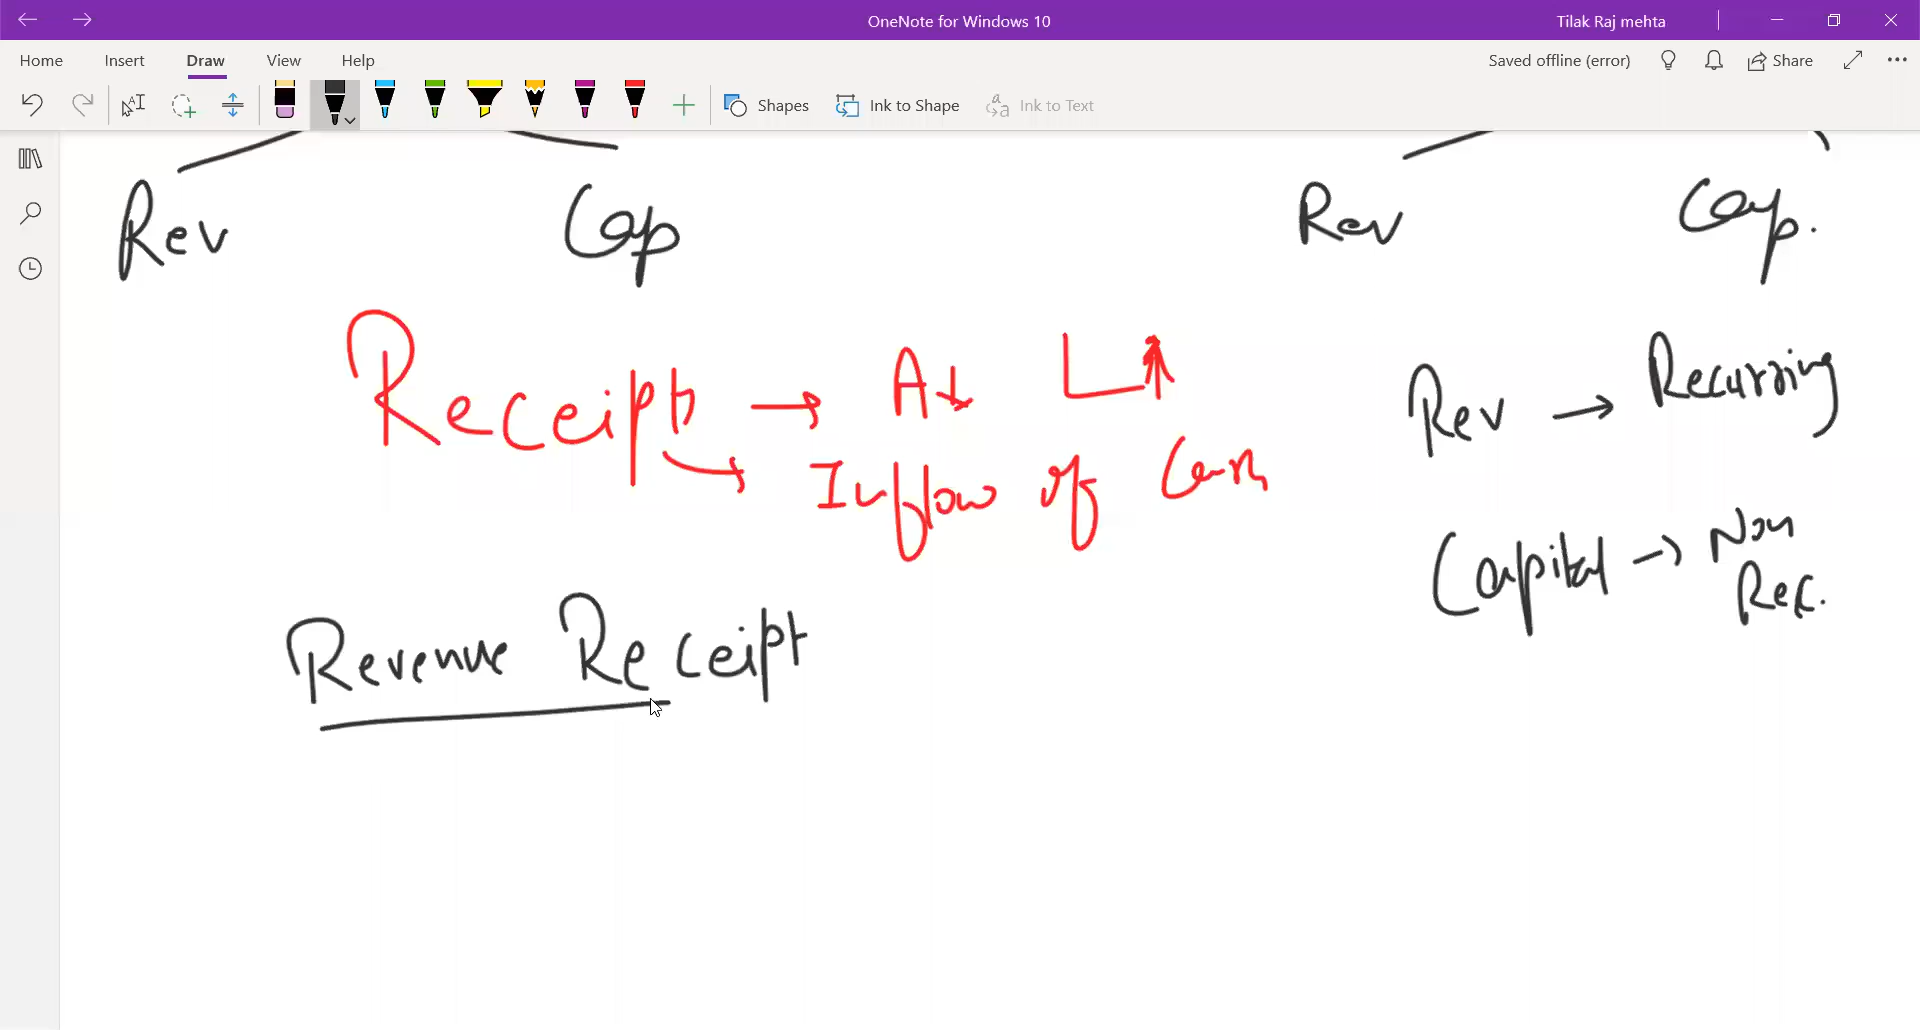 OneNote for Windows 10
Tilak Raj mehta
Home Insert Draw View Help
Saved offline (error)
Share
Shapes
Ink to Shape
Ink to Text
Rev Cap
Rev Cap.
Receipt → A↓ L↑
→ Inflow of Cash
Rev → Recurring
Capital → Non
Rec.
Revenue Receipt